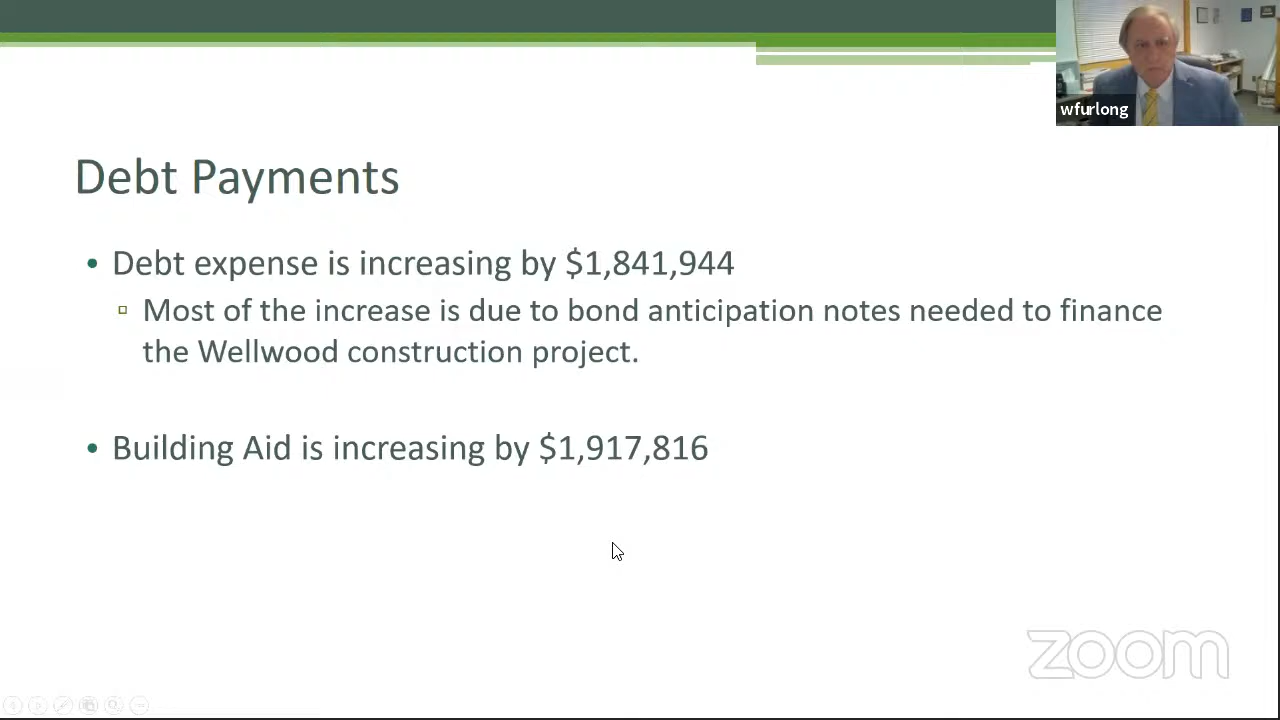 wfurlong
Debt Payments
• Debt expense is increasing by $1,841,944
▫ Most of the increase is due to bond anticipation notes needed to finance
the Wellwood construction project.
• Building Aid is increasing by $1,917,816
zoom